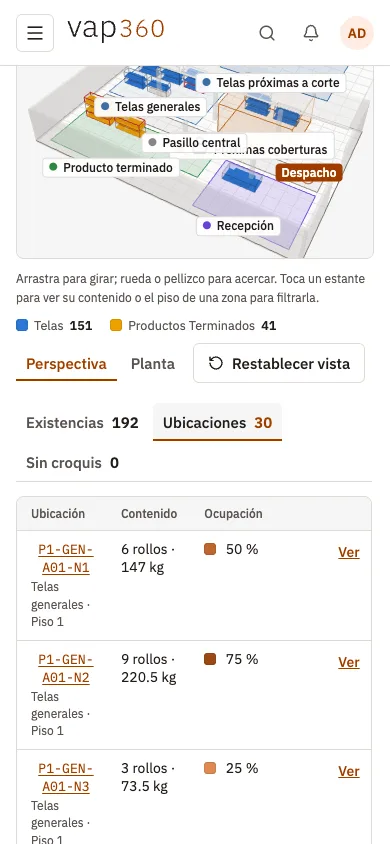 vap360
AD
Telas próximas a corte
Telas generales
Pasillo central
mas coberturas
Producto terminado
Despacho
Recepción
Arrastra para girar; rueda o pellizco para acercar. Toca un estante
para ver su contenido o el piso de una zona para filtrarla.
Telas 151 Productos Terminados 41
Perspectiva Planta Restablecer vista
Existencias 192 Ubicaciones 30
Sin croquis 0
Ubicación Contenido Ocupación
P1-GEN-
A01-N1
Telas
generales ·
Piso 1
6 rollos ·
147 kg
50 %
Ver
P1-GEN-
A01-N2
Telas
generales ·
Piso 1
9 rollos ·
220.5 kg
75 %
Ver
P1-GEN-
A01-N3
Telas
generales ·
Piso 1
3 rollos ·
73.5 kg
25 %
Ver